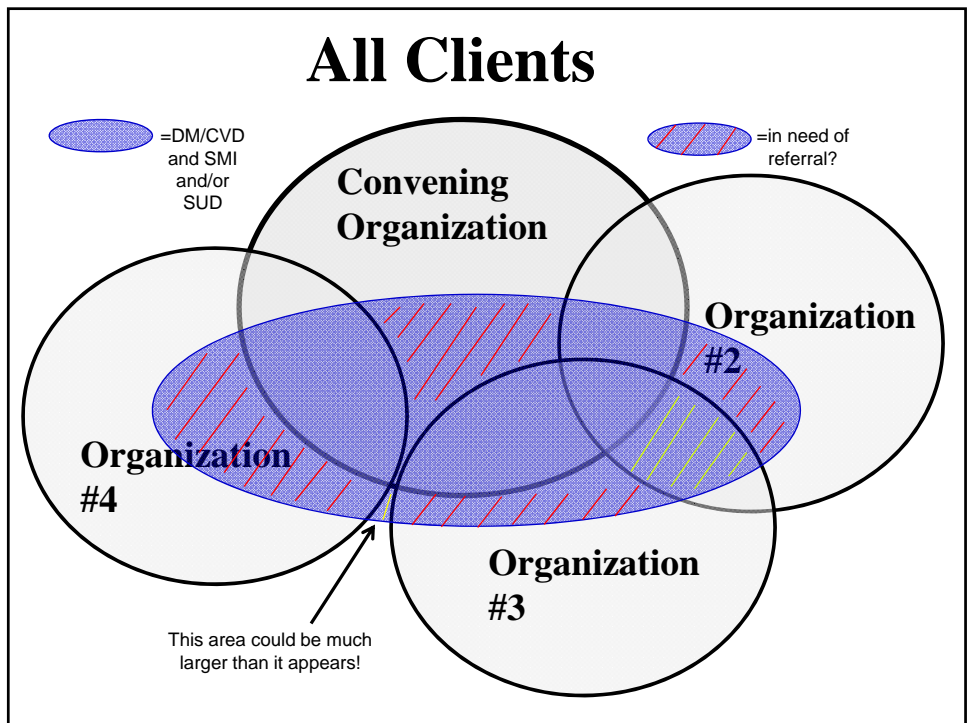 All Clients
=DM/CVD
and SMI
and/or
SUD
=in need of
referral?
Convening
Organization
Organization
#2
Organization
#4
Organization
#3
This area could be much
larger than it appears!